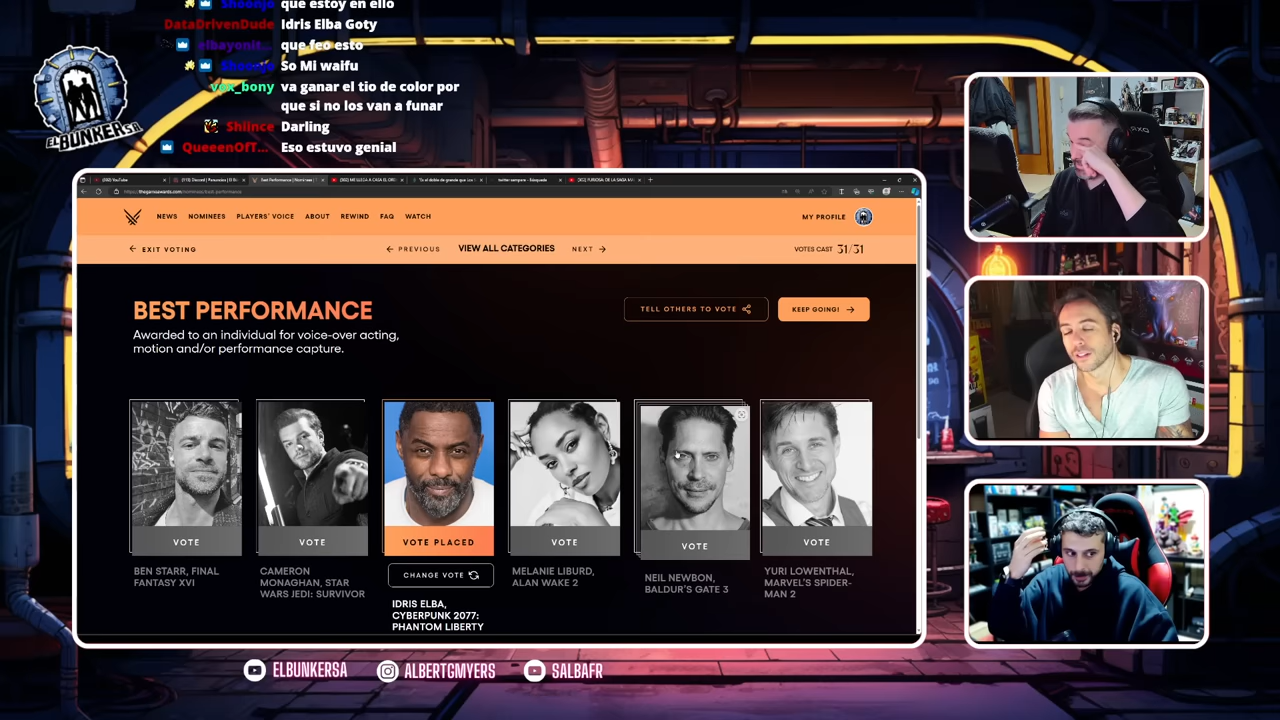 Shoonjo que estoy en ello
DataDrivenDude Idris Elba Goty
elbayonit... que feo esto
Shoonjo So Mi waifu
vox_bony va ganar el tio de color por
que si no los van a funar
Shiince Darling
QueeenOfT... Eso estuvo genial
ELBUNKERSA
NEWS NOMINEES PLAYERS' VOICE ABOUT REWIND FAQ WATCH MY PROFILE
EXIT VOTING PREVIOUS VIEW ALL CATEGORIES NEXT VOTES CAST 31/31
BEST PERFORMANCE
TELL OTHERS TO VOTE KEEP GOING!
Awarded to an individual for voice-over acting,
motion and/or performance capture.
VOTE VOTE VOTE PLACED VOTE VOTE VOTE
BEN STARR, FINAL
FANTASY XVI
CAMERON
MONAGHAN, STAR
WARS JEDI: SURVIVOR
CHANGE VOTE
IDRIS ELBA,
CYBERPUNK 2077:
PHANTOM LIBERTY
MELANIE LIBURD,
ALAN WAKE 2
NEIL NEWBON,
BALDUR'S GATE 3
YURI LOWENTHAL,
MARVEL'S SPIDER-
MAN 2
ELBUNKERSA ALBERTGMYERS SALBAFR